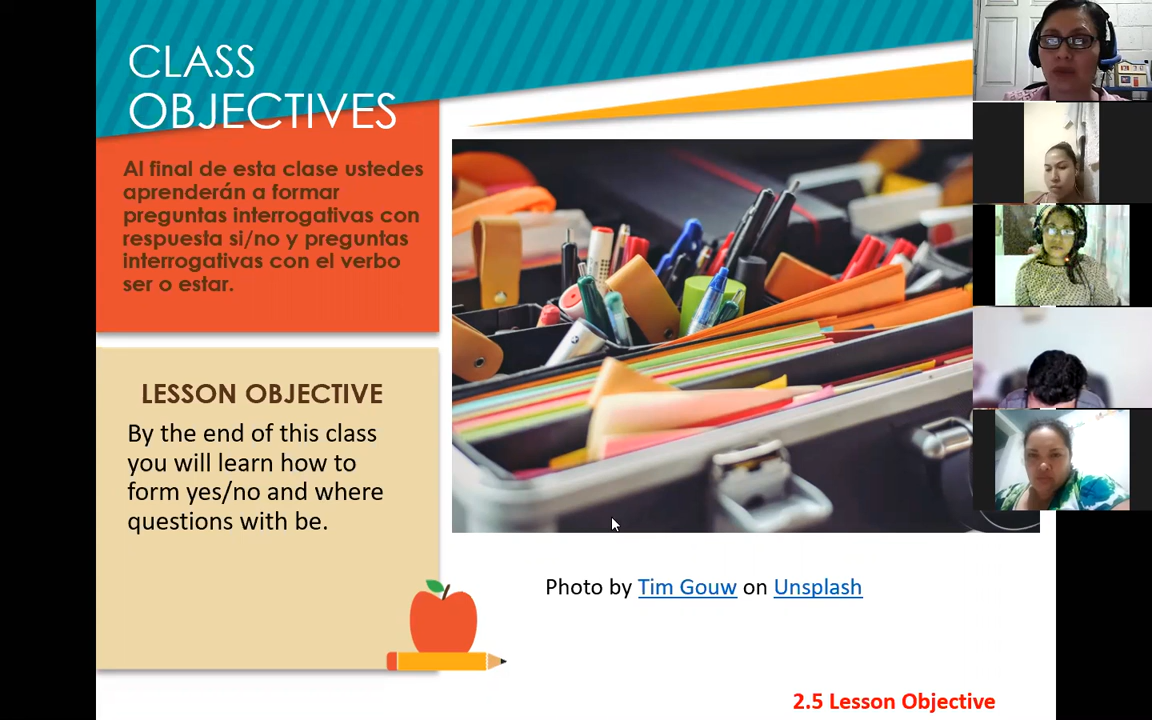 CLASS
OBJECTIVES
Al final de esta clase ustedes
aprenderán a formar
preguntas interrogativas con
respuesta si/no y preguntas
interrogativas con el verbo
ser o estar.
LESSON OBJECTIVE
By the end of this class
you will learn how to
form yes/no and where
questions with be.
Photo by Tim Gouw on Unsplash
2.5 Lesson Objective